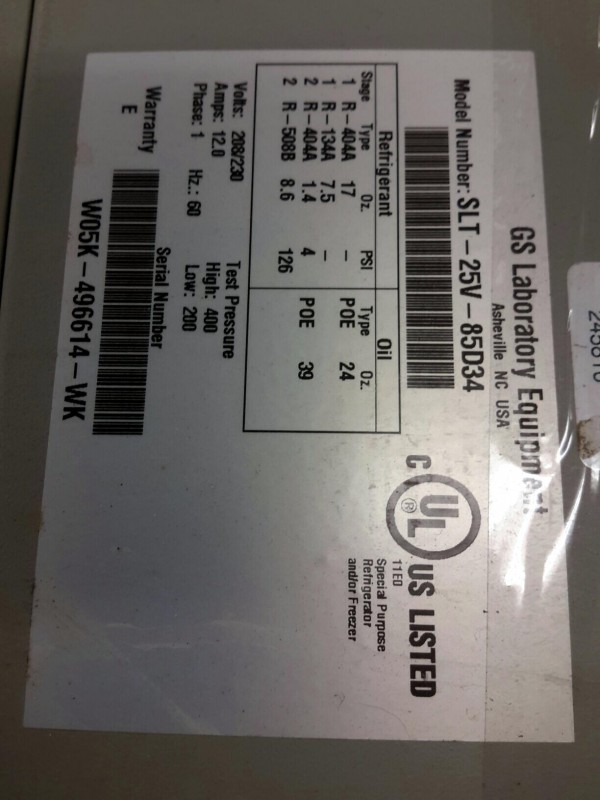 GS Laboratory Equipment
Asheville NC USA
Model Number: SLT-25V-85D34
Refrigerant Oil
Stage Type Oz. PSI Type Oz.
1 R-404A 17 - POE 24
1 R-134A 7.5 -
2 R-404A 1.4 4 POE 39
2 R-508B 8.6 126
Volts: 208/230 Test Pressure
Amps: 12.0 High: 400
Phase: 1 Hz.: 60 Low: 200
Warranty Serial Number
E
W05K-496614-WK
C UL ® US LISTED
11E0
Special Purpose
Refrigerator
and/or Freezer